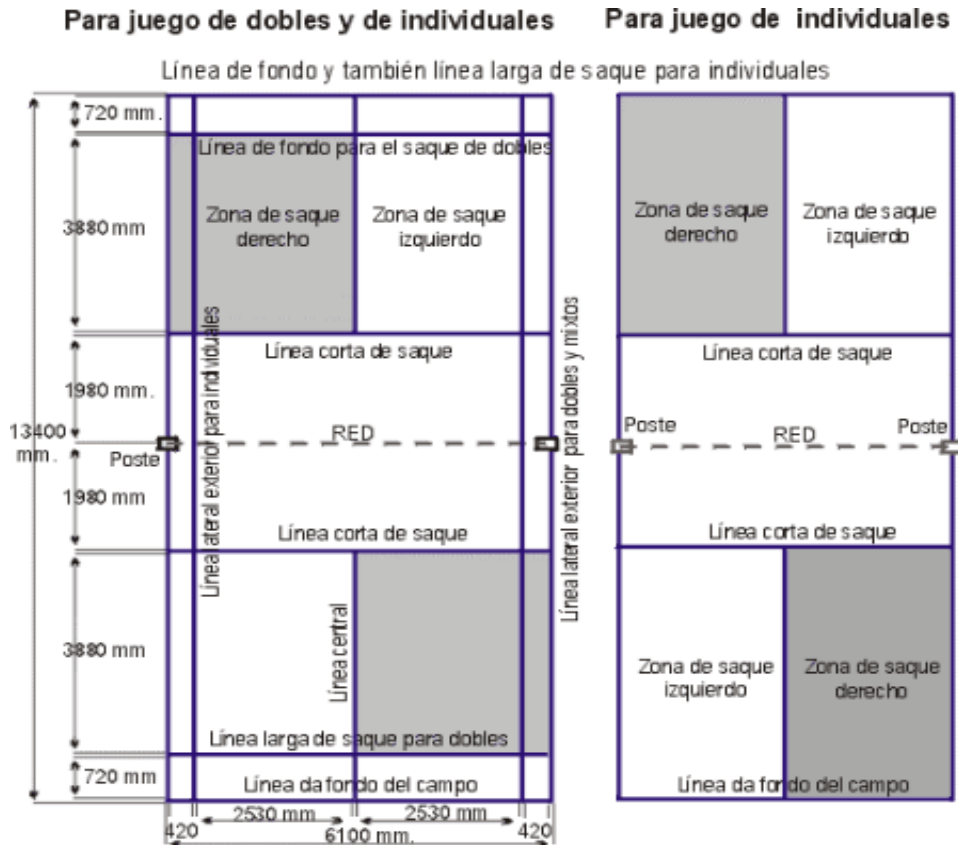 Para juego de dobles y de individuales
Para juego de individuales
Línea de fondo y también línea larga de saque para individuales
720 mm.
Línea de fondo para el saque de dobles
3880 mm
Zona de saque
derecho
Zona de saque
izquierdo
Línea lateral exterior para individuales
Línea corta de saque
1980 mm.
13400
mm.
RED
Poste
1980 mm
Línea corta de saque
Línea lateral exterior para dobles y mixtos
3880 mm
Línea central
Línea larga de saque para dobles
720 mm
Línea da fondo del campo
420
2530 mm
2530 mm
420
6100 mm.
Zona de saque
derecho
Zona de saque
izquierdo
Línea corta de saque
Poste
RED
Poste
Línea corta de saque
Zona de saque
izquierdo
Zona de saque
derecho
Línea da fondo del campo